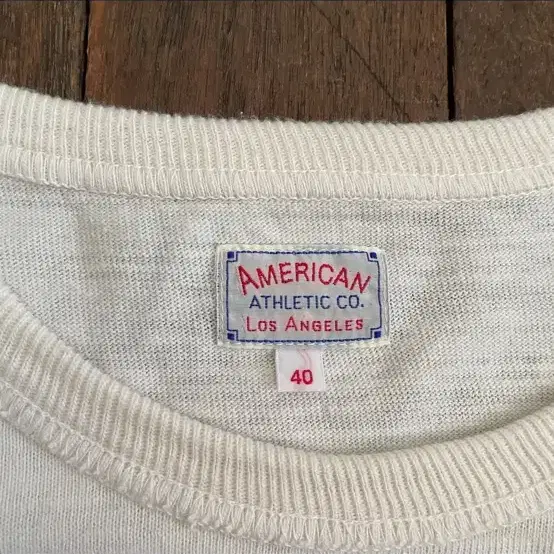 AMERICAN
ATHLETIC CO.
LOS ANGELES
40